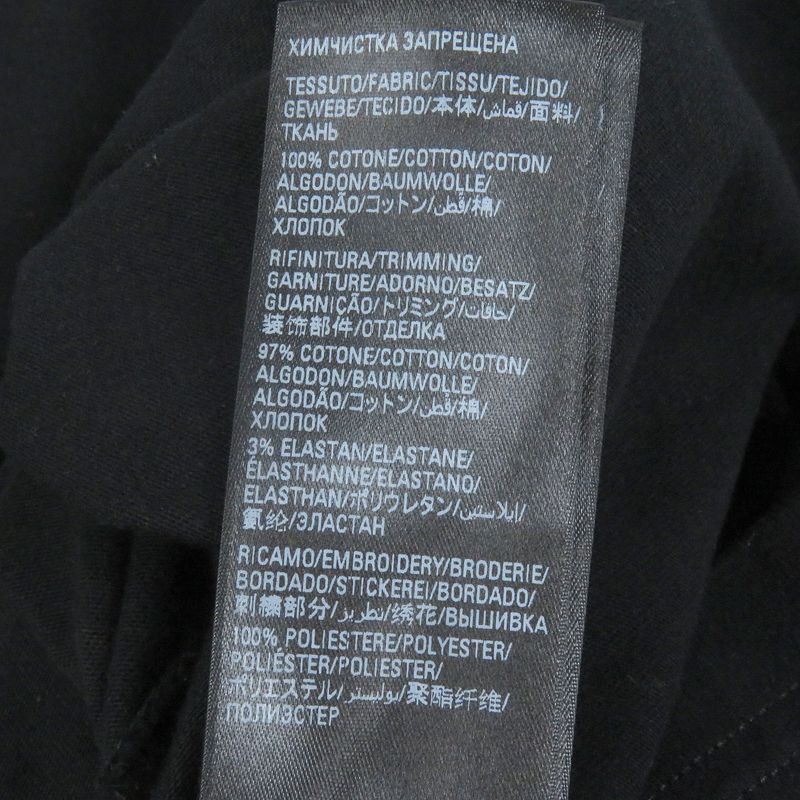 ХИМЧИСТКА ЗАПРЕЩЕНА
TESSUTO/FABRIC/TISSU/TEJIDO/
GEWEBE/TECIDO/本体/قماش/面料/
ТКАНЬ
100% COTONE/COTTON/COTON/
ALGODON/BAUMWOLLE/
ALGODÃO/コットン/قطن/棉/
ХЛОПОК
RIFINITURA/TRIMMING/
GARNITURE/ADORNO/BESATZ/
GUARNIÇÃO/トリミング/حافات/
装饰部件/ОТДЕЛКА
97% COTONE/COTTON/COTON/
ALGODON/BAUMWOLLE/
ALGODÃO/コットン/قطن/棉/
ХЛОПОК
3% ELASTAN/ELASTANE/
ÉLASTHANNE/ELASTANO/
ELASTHAN/ポリウレタン/إيلاستين/
氨纶/ЭЛАСТАН
RICAMO/EMBROIDERY/BRODERIE/
BORDADO/STICKEREI/BORDADO/
刺繍部分/تطريز/绣花/ВЫШИВКА
100% POLIESTERE/POLYESTER/
POLIÉSTER/POLIESTER/
ポリエステル/بوليستر/聚酯纤维/
ПОЛИЭСТЕР